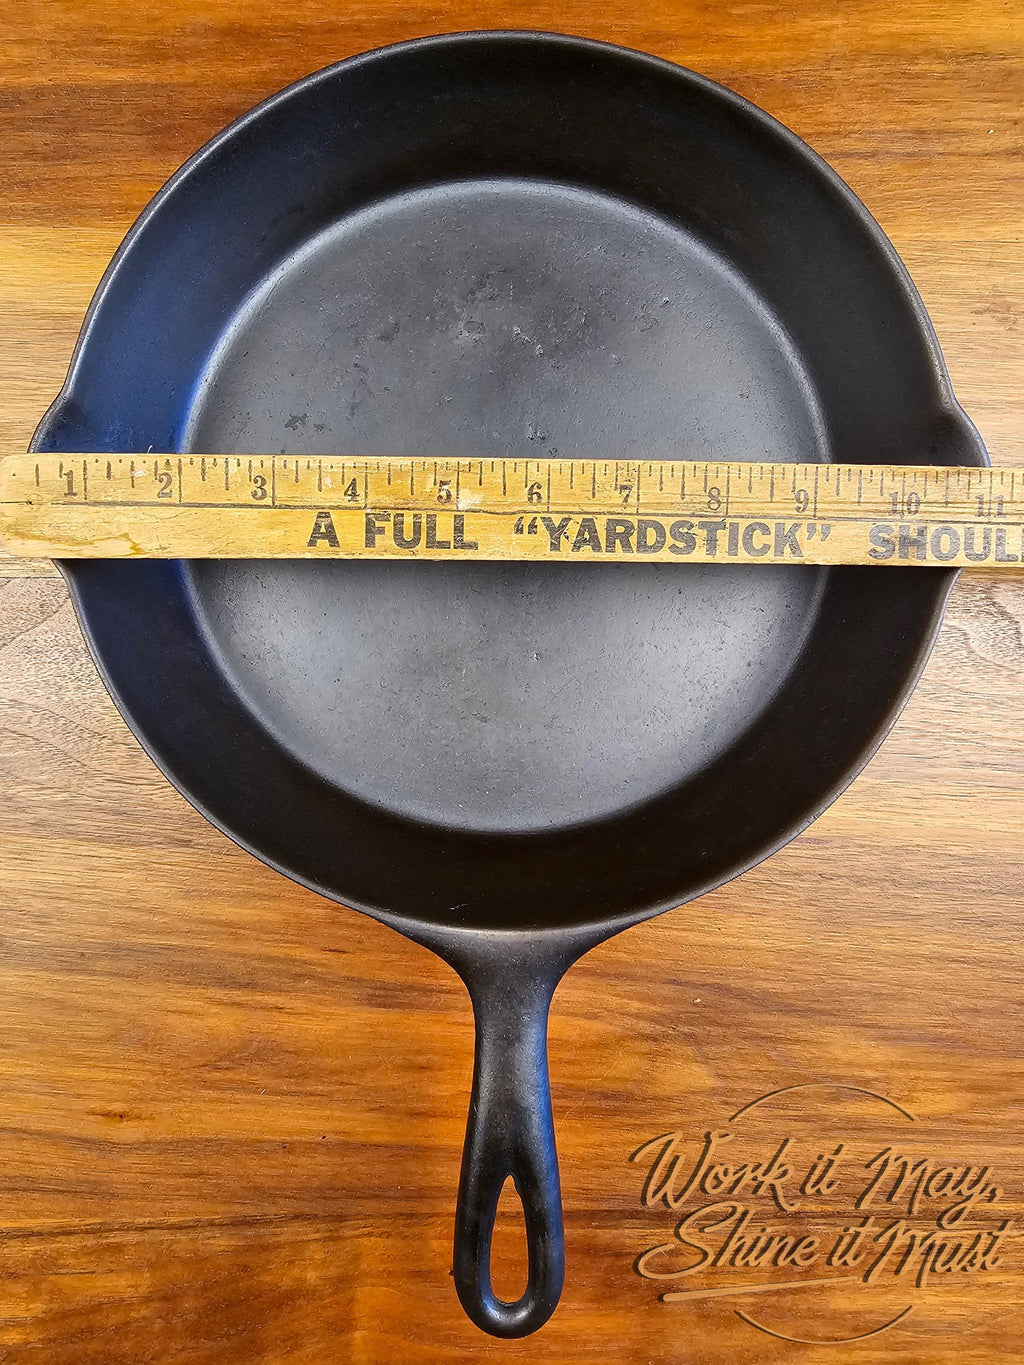 1 2 3 4 5 6 7 8 9 10 11
A FULL “YARDSTICK” SHOUL
Work it May,
Shine it Must